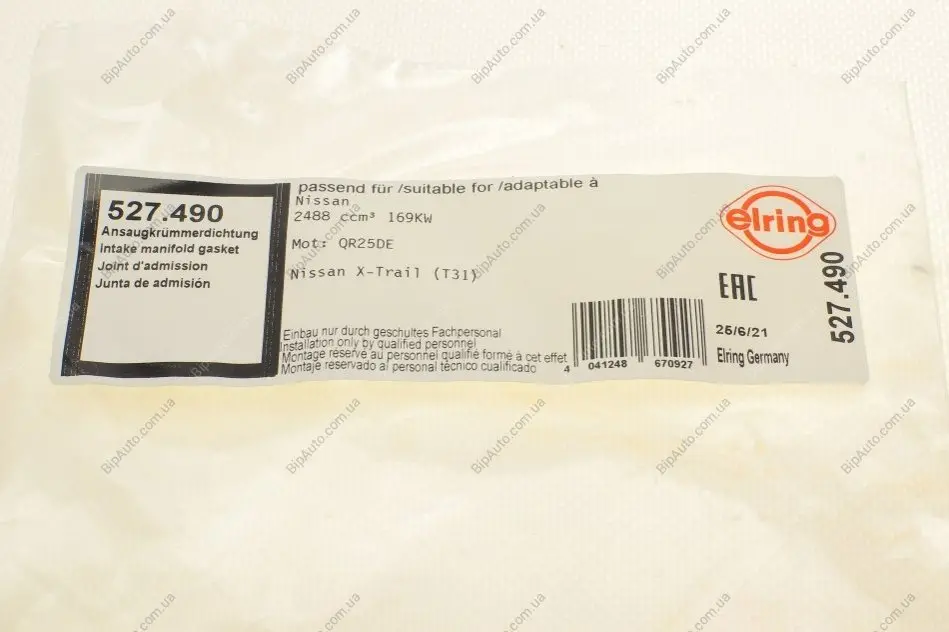 527.490
Ansaugkrümmerdichtung
Intake manifold gasket
Joint d'admission
Junta de admisión
passend für /suitable for /adaptable à
Nissan
2488 ccm³ 169KW
Mot: QR25DE
Nissan X-Trail (T31)
Einbau nur durch geschultes Fachpersonal
Installation only by qualified personnel
Montage réservé au personnel qualifié formé à cet effet
Montaje reservado al personal técnico cualificado
4 041248 670927
elring
EAC
25/6/21
Elring Germany
527.490
BipAuto.com.ua